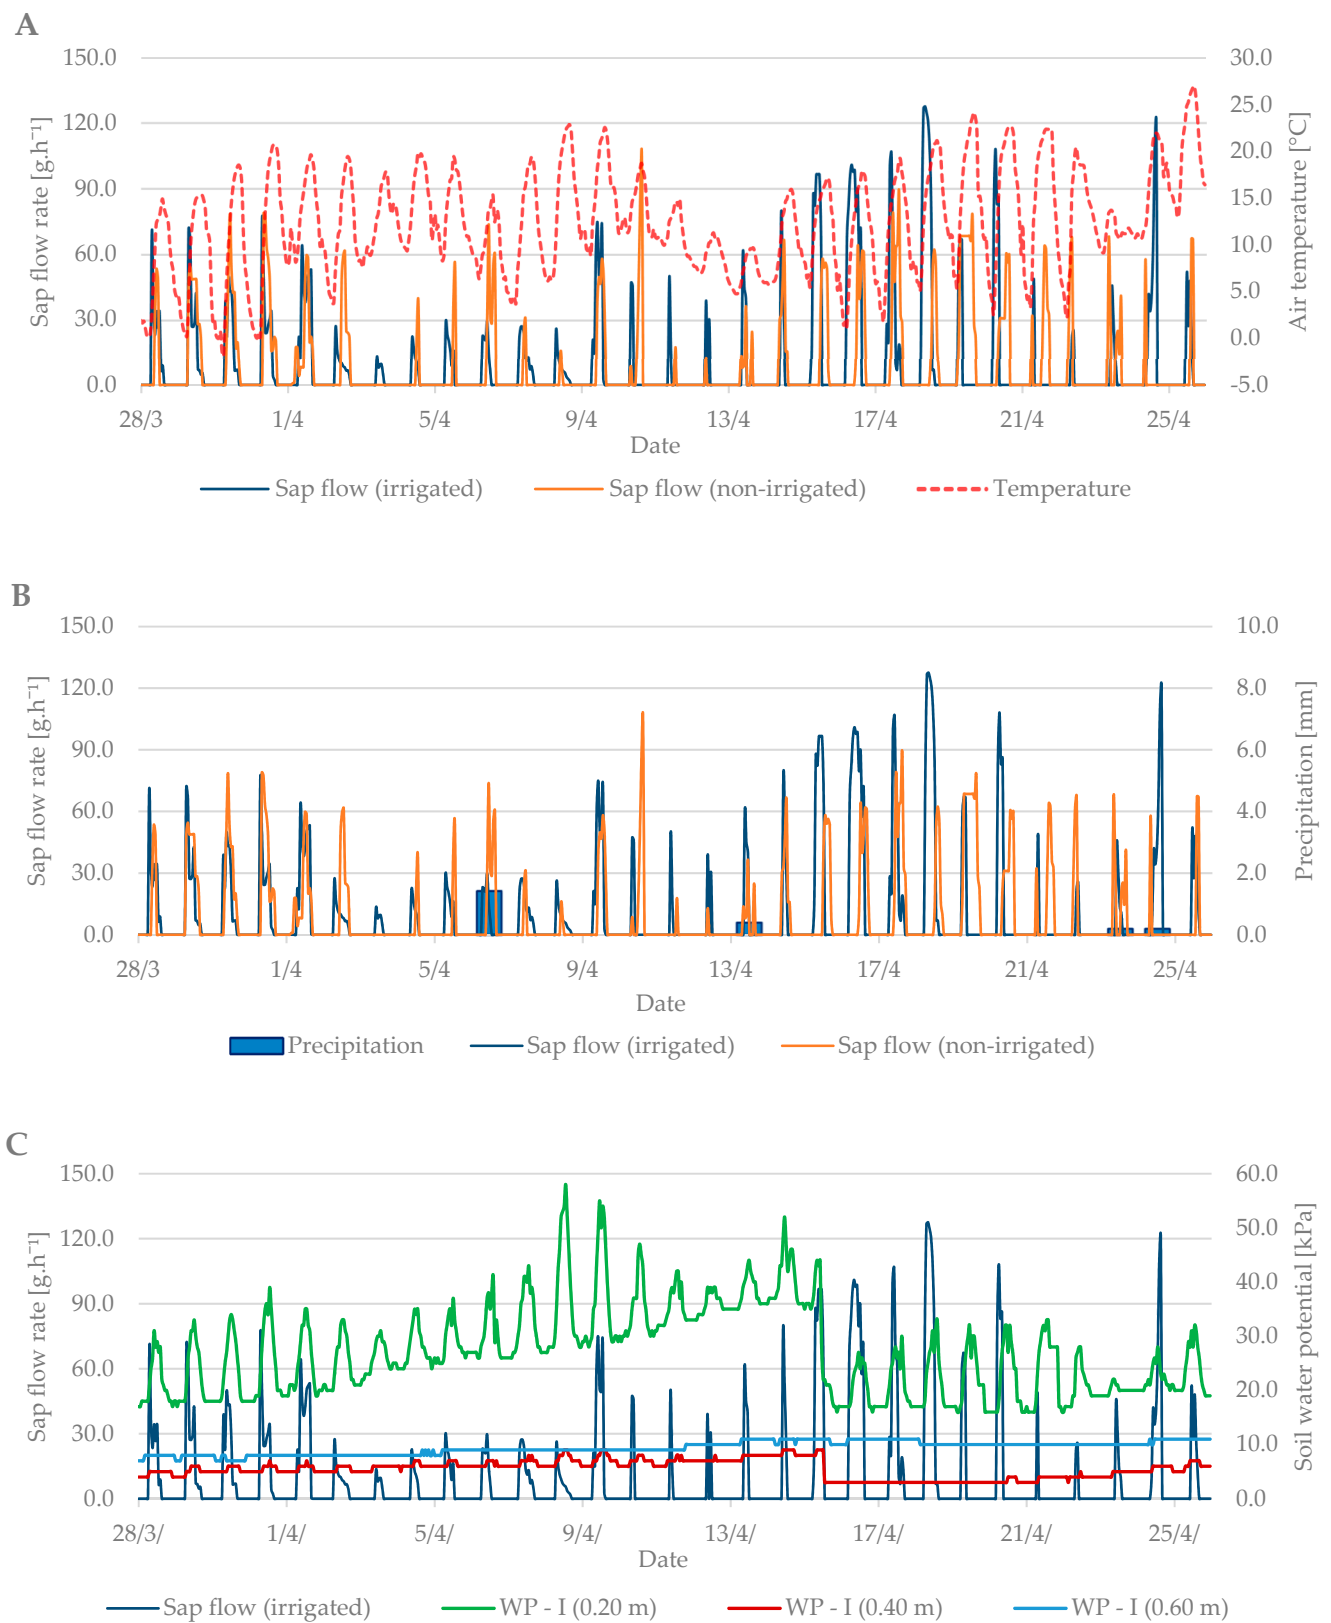 A
150.0
120.0
90.0
60.0
30.0
0.0
Sap flow rate [g.h⁻¹]
30.0
25.0
20.0
15.0
10.0
5.0
0.0
-5.0
Air temperature [°C]
28/3 1/4 5/4 9/4 13/4 17/4 21/4 25/4
Date
Sap flow (irrigated) Sap flow (non-irrigated) Temperature
B
150.0
120.0
90.0
60.0
30.0
0.0
Sap flow rate [g.h⁻¹]
10.0
8.0
6.0
4.0
2.0
0.0
Precipitation [mm]
28/3 1/4 5/4 9/4 13/4 17/4 21/4 25/4
Date
Precipitation Sap flow (irrigated) Sap flow (non-irrigated)
C
150.0
120.0
90.0
60.0
30.0
0.0
Sap flow rate [g.h⁻¹]
60.0
50.0
40.0
30.0
20.0
10.0
0.0
Soil water potential [kPa]
28/3/ 1/4/ 5/4/ 9/4/ 13/4/ 17/4/ 21/4/ 25/4/
Date
Sap flow (irrigated) WP - I (0.20 m) WP - I (0.40 m) WP - I (0.60 m)